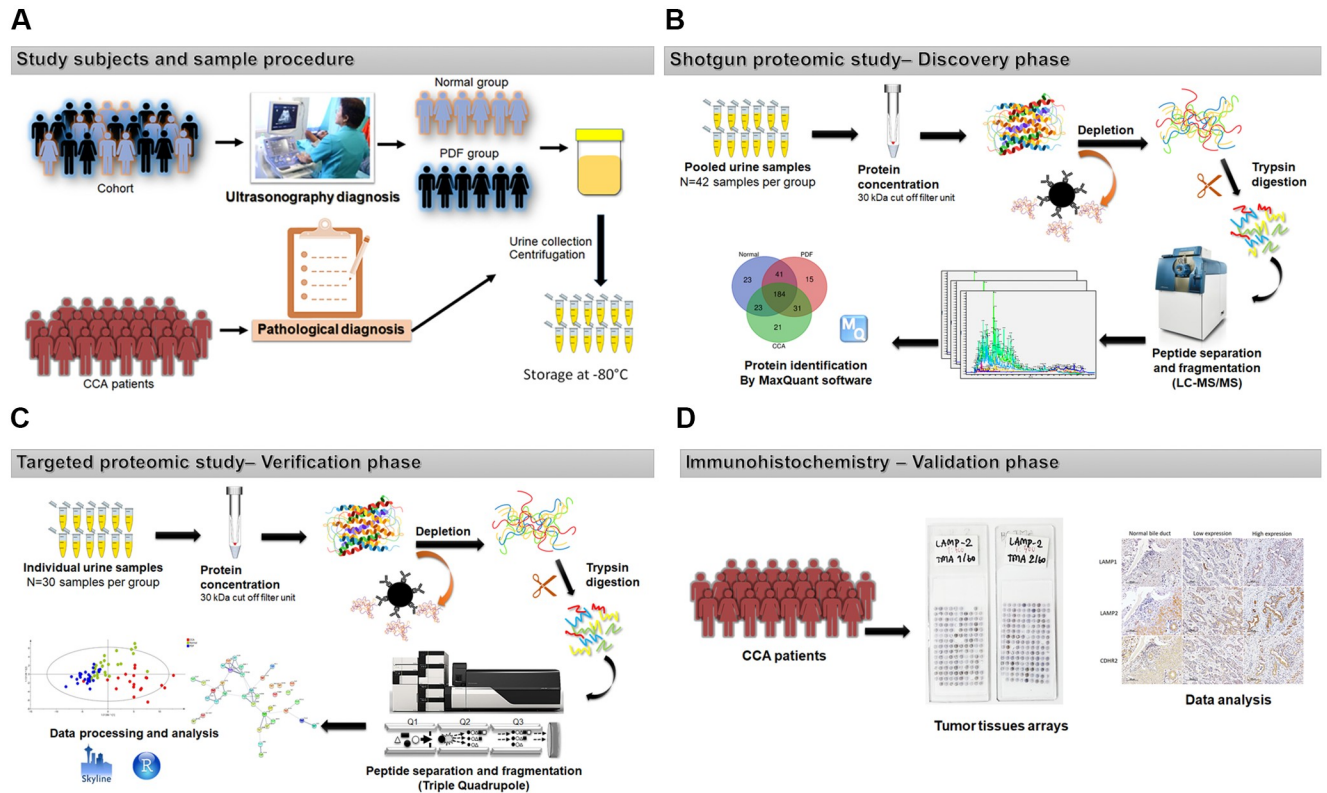 A
Study subjects and sample procedure
Normal group
PDF group
Cohort
Ultrasonography diagnosis
Urine collection
Centrifugation
Pathological diagnosis
CCA patients
Storage at -80°C
B
Shotgun proteomic study– Discovery phase
Pooled urine samples
N=42 samples per group
Protein
concentration
30 kDa cut off filter unit
Depletion
Trypsin
digestion
Normal
PDF
23
41
15
184
23
31
21
CCA
MQ
Protein identification
By MaxQuant software
Peptide separation
and fragmentation
(LC-MS/MS)
C
Targeted proteomic study– Verification phase
Individual urine samples
N=30 samples per group
Protein
concentration
30 kDa cut off filter unit
Depletion
Trypsin
digestion
Data processing and analysis
Skyline
R
Q1
Q2
Q3
Peptide separation and fragmentation
(Triple Quadrupole)
D
Immunohistochemistry – Validation phase
CCA patients
LAMP-2
TMA 1/60
LAMP-2
TMA 2/60
Tumor tissues arrays
Normal bile duct
Low expression
High expression
LAMP1
LAMP2
CDHR2
Data analysis